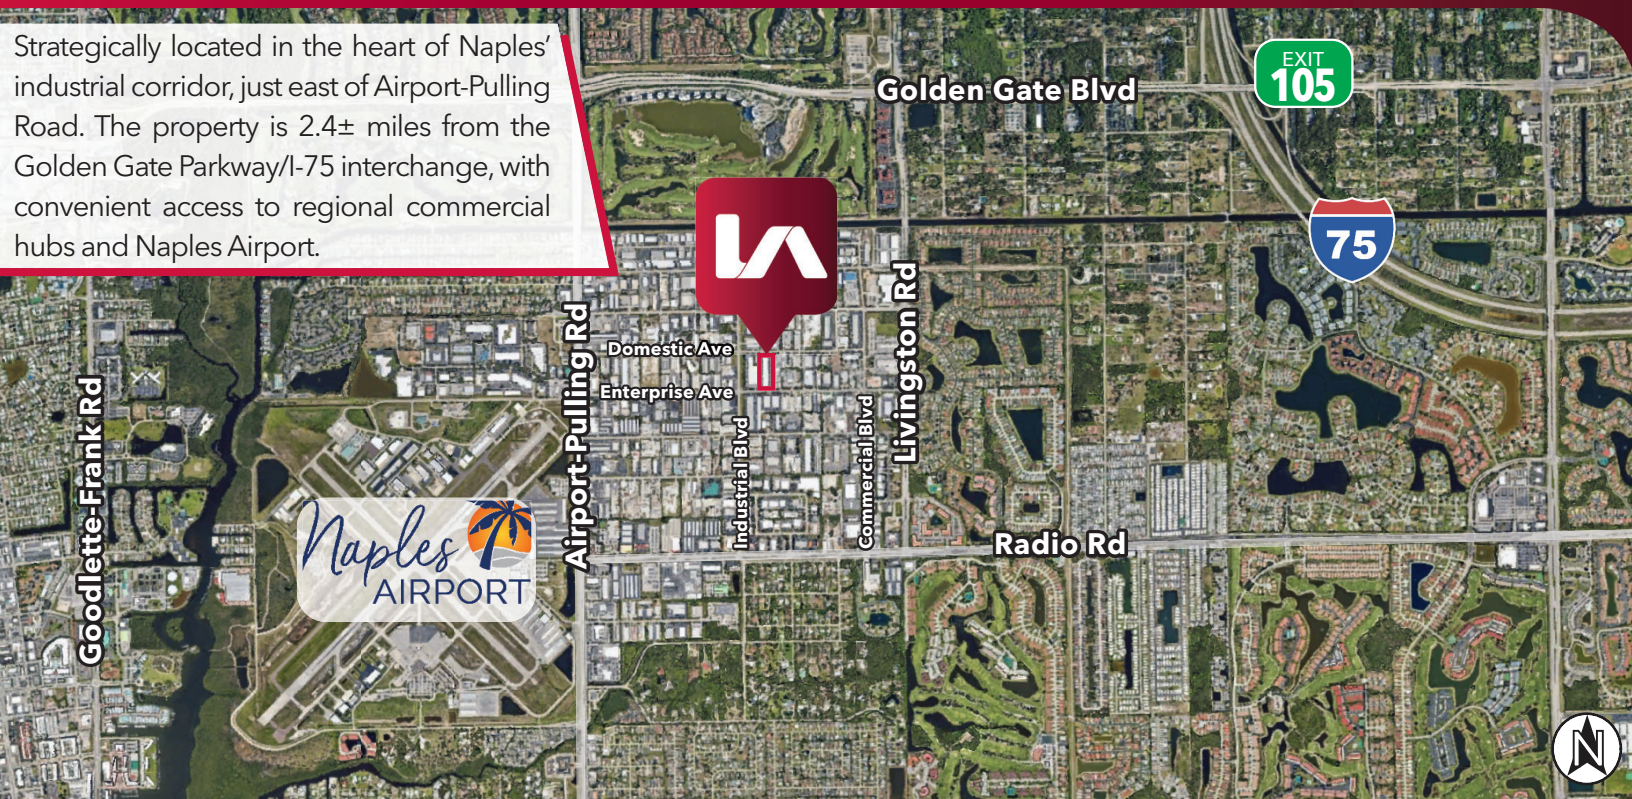 Strategically located in the heart of Naples’
industrial corridor, just east of Airport-Pulling
Road. The property is 2.4± miles from the
Golden Gate Parkway/I-75 interchange, with
convenient access to regional commercial
hubs and Naples Airport.
Golden Gate Blvd
EXIT
105
75
LA
Domestic Ave
Enterprise Ave
Goodlette-Frank Rd
Airport-Pulling Rd
Industrial Blvd
Commercial Blvd
Livingston Rd
Radio Rd
Naples
AIRPORT
N